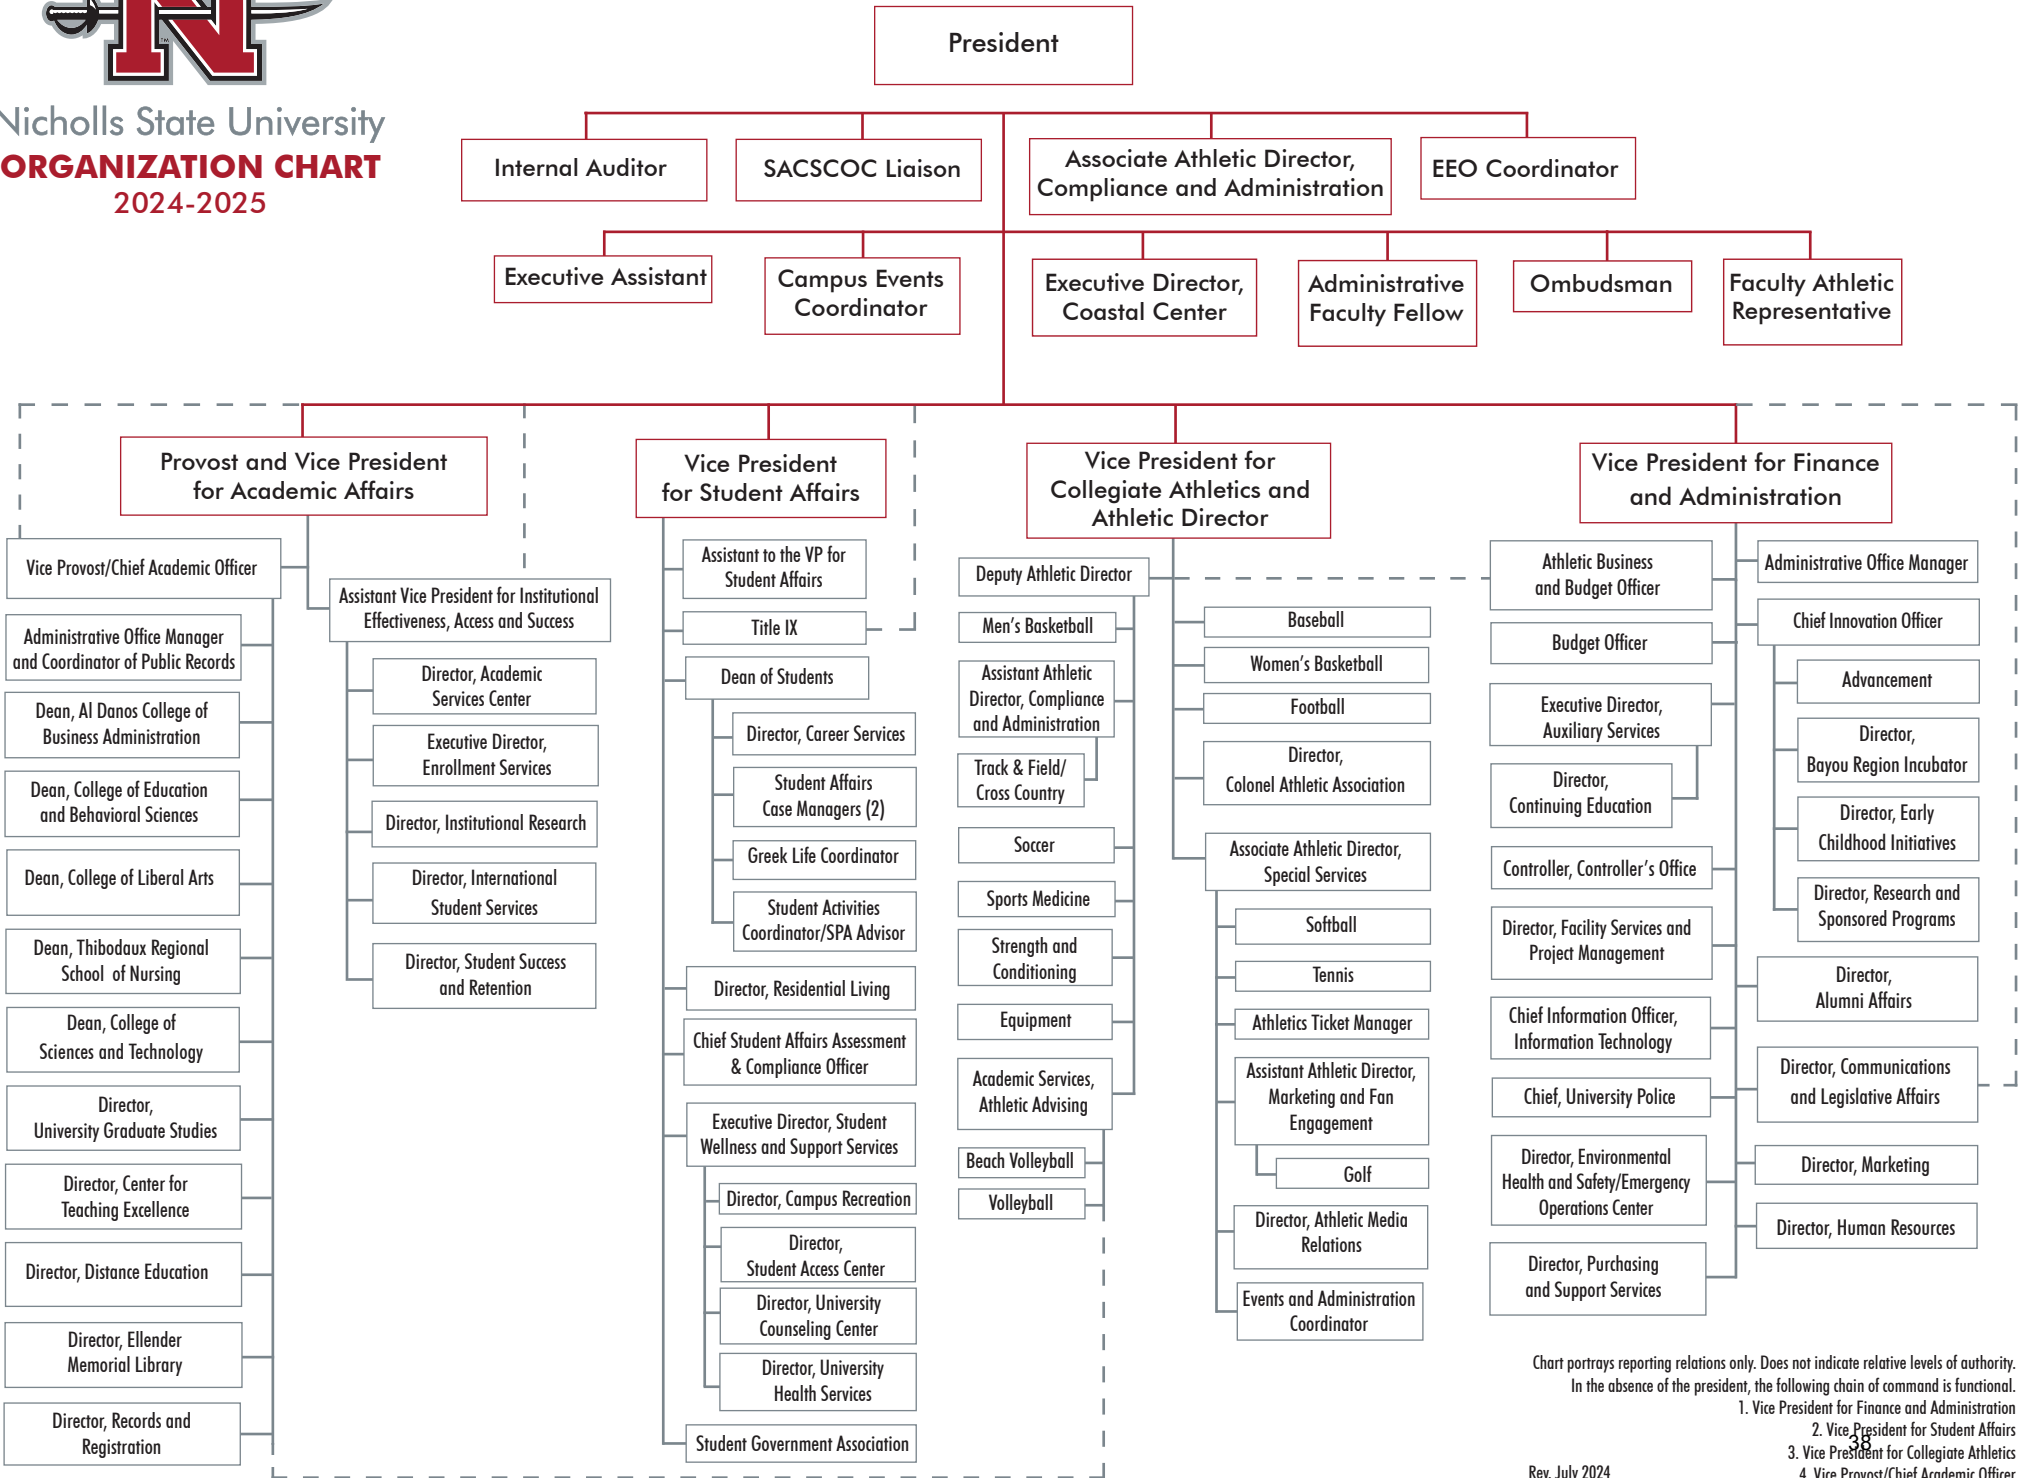 Nicholls State University
ORGANIZATION CHART
2024-2025
President
Internal Auditor
SACSCOC Liaison
Associate Athletic Director,
Compliance and Administration
EEO Coordinator
Executive Assistant
Campus Events
Coordinator
Executive Director,
Coastal Center
Administrative
Faculty Fellow
Ombudsman
Faculty Athletic
Representative
Provost and Vice President
for Academic Affairs
Vice Provost/Chief Academic Officer
Administrative Office Manager
and Coordinator of Public Records
Dean, Al Danos College of
Business Administration
Dean, College of Education
and Behavioral Sciences
Dean, College of Liberal Arts
Dean, Thibodaux Regional
School of Nursing
Dean, College of
Sciences and Technology
Director,
University Graduate Studies
Director, Center for
Teaching Excellence
Director, Distance Education
Director, Ellender
Memorial Library
Director, Records and
Registration
Assistant Vice President for Institutional
Effectiveness, Access and Success
Director, Academic
Services Center
Executive Director,
Enrollment Services
Director, Institutional Research
Director, International
Student Services
Director, Student Success
and Retention
Vice President
for Student Affairs
Assistant to the VP for
Student Affairs
Title IX
Dean of Students
Director, Career Services
Student Affairs
Case Managers (2)
Greek Life Coordinator
Student Activities
Coordinator/SPA Advisor
Director, Residential Living
Chief Student Affairs Assessment
& Compliance Officer
Executive Director, Student
Wellness and Support Services
Director, Campus Recreation
Director,
Student Access Center
Director, University
Counseling Center
Director, University
Health Services
Student Government Association
Vice President for
Collegiate Athletics and
Athletic Director
Deputy Athletic Director
Men's Basketball
Assistant Athletic
Director, Compliance
and Administration
Track & Field/
Cross Country
Soccer
Sports Medicine
Strength and
Conditioning
Equipment
Academic Services,
Athletic Advising
Beach Volleyball
Volleyball
Baseball
Women's Basketball
Football
Director,
Colonel Athletic Association
Associate Athletic Director,
Special Services
Softball
Tennis
Athletics Ticket Manager
Assistant Athletic Director,
Marketing and Fan
Engagement
Golf
Director, Athletic Media
Relations
Events and Administration
Coordinator
Vice President for Finance
and Administration
Athletic Business
and Budget Officer
Budget Officer
Executive Director,
Auxiliary Services
Director,
Continuing Education
Controller, Controller's Office
Director, Facility Services and
Project Management
Chief Information Officer,
Information Technology
Chief, University Police
Director, Environmental
Health and Safety/Emergency
Operations Center
Director, Purchasing
and Support Services
Administrative Office Manager
Chief Innovation Officer
Advancement
Director,
Bayou Region Incubator
Director, Early
Childhood Initiatives
Director, Research and
Sponsored Programs
Director,
Alumni Affairs
Director, Communications
and Legislative Affairs
Director, Marketing
Director, Human Resources
Chart portrays reporting relations only. Does not indicate relative levels of authority.
In the absence of the president, the following chain of command is functional.
1. Vice President for Finance and Administration
2. Vice President for Student Affairs
38
3. Vice President for Collegiate Athletics
4. Vice Provost/Chief Academic Officer
Rev. July 2024